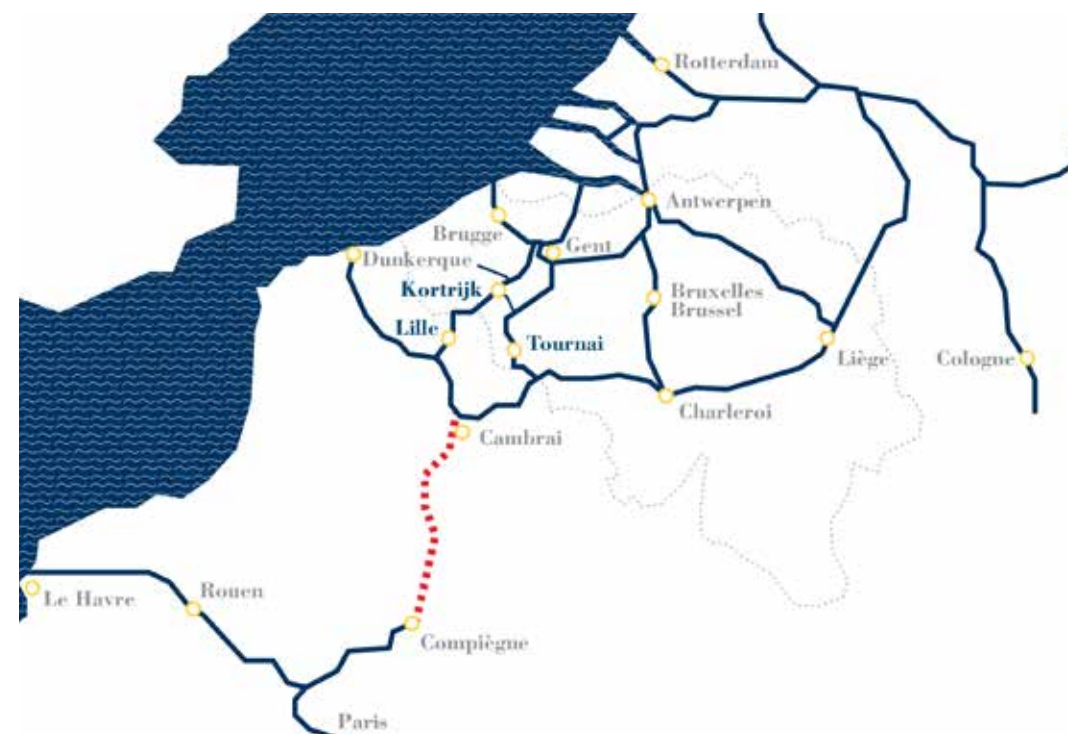 Rotterdam
Antwerpen
Brugge
Gent
Dunkerque
Kortrijk
Bruxelles
Brussel
Lille
Tournai
Liège
Cologne
Charleroi
Cambrai
Le Havre
Rouen
Compiègne
Paris